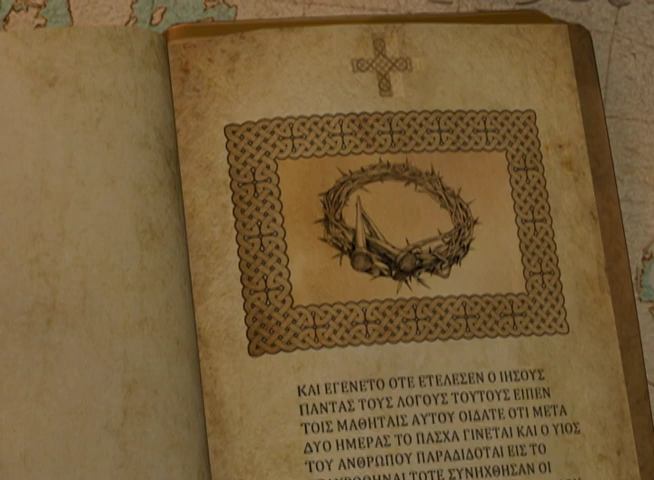 ΚΑΙ ΕΓΕΝΕΤΟ ΟΤΕ ΕΤΕΛΕΣΕΝ Ο ΙΗΣΟΥΣ
ΠΑΝΤΑΣ ΤΟΥΣ ΛΟΓΟΥΣ ΤΟΥΤΟΥΣ ΕΙΠΕΝ
ΤΟΙΣ ΜΑΘΗΤΑΙΣ ΑΥΤΟΥ ΟΙΔΑΤΕ ΟΤΙ ΜΕΤΑ
ΔΥΟ ΗΜΕΡΑΣ ΤΟ ΠΑΣΧΑ ΓΙΝΕΤΑΙ ΚΑΙ Ο ΥΙΟΣ
ΤΟΥ ΑΝΘΡΩΠΟΥ ΠΑΡΑΔΙΔΟΤΑΙ ΕΙΣ ΤΟ
ΤΟΤΕ ΣΥΝΗΧΘΗΣΑΝ ΟΙ